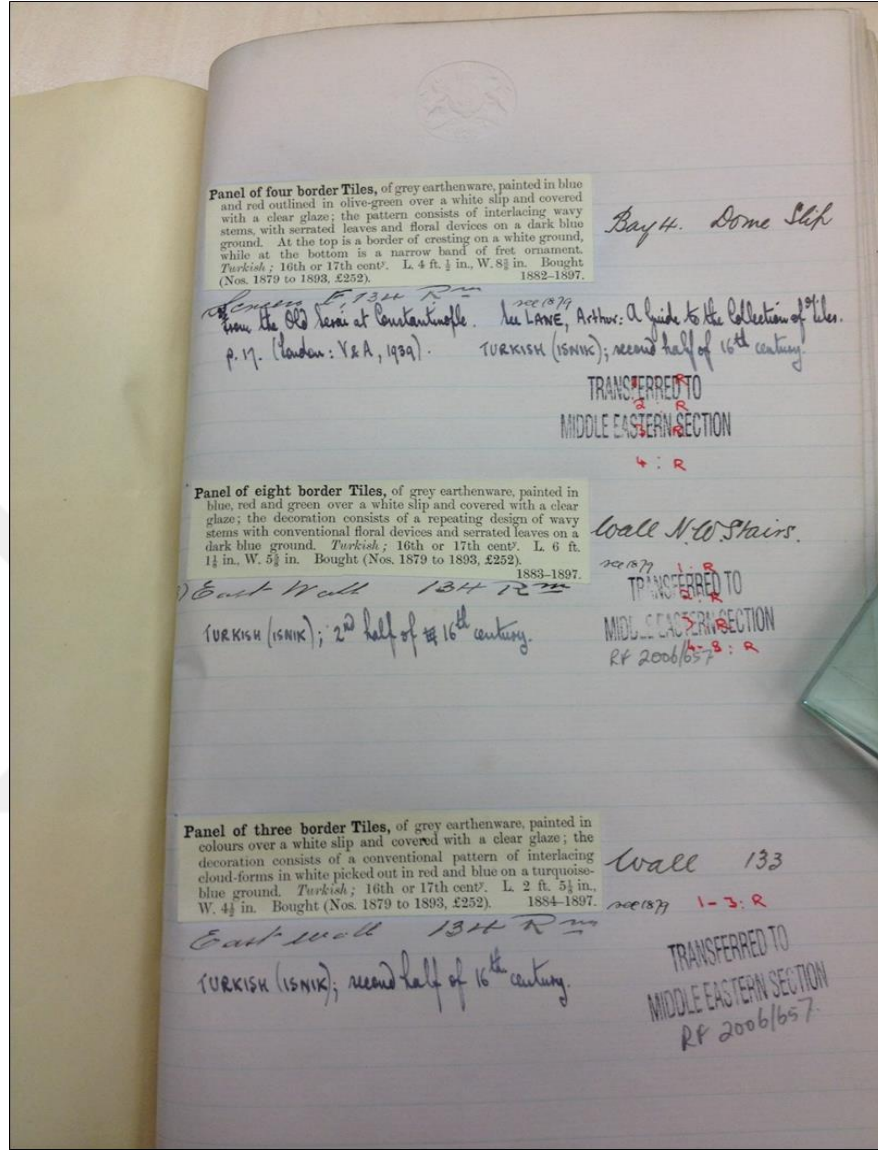 Panel of four border Tiles, of grey earthenware, painted in blue
and red outlined in olive-green over a white slip and covered
with a clear glaze; the pattern consists of interlacing wavy
stems, with serrated leaves and floral devices on a dark blue
ground. At the top is a border of cresting on a white ground,
while at the bottom is a narrow band of fret ornament.
Turkish; 16th or 17th centy. L. 4 ft. ½ in., W. 8⅜ in. Bought
(Nos. 1879 to 1893, £252). 1882–1897.
Bay 4. Dome Slip
Screen F, 134 Rm
see 1879
from the Old Serai at Constantinople. See LANE, Arthur: A Guide to the Collection of Tiles.
p. 17. (London: V&A, 1939). TURKISH (ISNIK); second half of 16th century.
TRANSFERRED TO
MIDDLE EASTERN SECTION
1: R
2: R
3: R
4: R
Panel of eight border Tiles, of grey earthenware, painted in
blue, red and green over a white slip and covered with a clear
glaze; the decoration consists of a repeating design of wavy
stems with conventional floral devices and serrated leaves on a
dark blue ground. Turkish; 16th or 17th centy. L. 6 ft.
1½ in., W. 5⅜ in. Bought (Nos. 1879 to 1893, £252).
1883–1897.
Wall N-W Stairs.
see 1879
East Wall 134 Rm
TURKISH (ISNIK); 2nd half of 16th century.
TRANSFERRED TO
MIDDLE EASTERN SECTION
1: R
2: R
3: R
4-8: R
RF 2006/657
Panel of three border Tiles, of grey earthenware, painted in
colours over a white slip and covered with a clear glaze; the
decoration consists of a conventional pattern of interlacing
cloud-forms in white picked out in red and blue on a turquoise-
blue ground. Turkish; 16th or 17th centy. L. 2 ft. 5⅛ in.,
W. 4½ in. Bought (Nos. 1879 to 1893, £252). 1884–1897.
Wall 133
see 1879
1-3: R
East wall 134 Rm
TURKISH (ISNIK); second half of 16th century.
TRANSFERRED TO
MIDDLE EASTERN SECTION
RF 2006/657